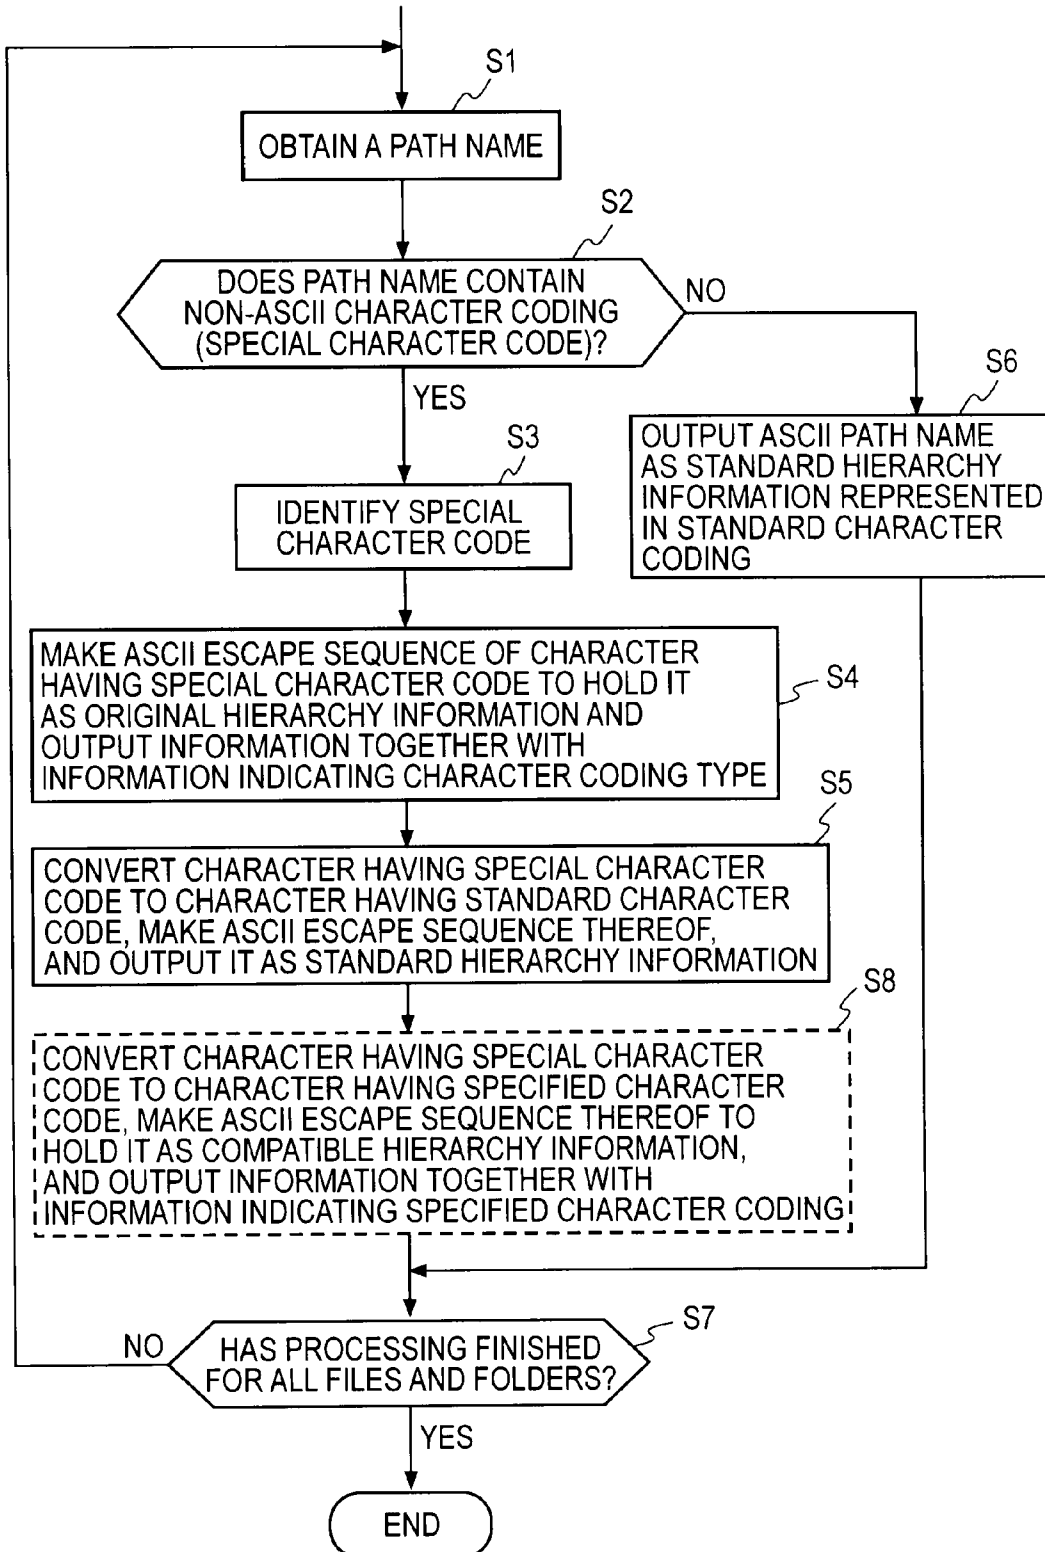 S1
OBTAIN A PATH NAME
S2
DOES PATH NAME CONTAIN
NON-ASCII CHARACTER CODING
(SPECIAL CHARACTER CODE)?
NO
YES
S6
OUTPUT ASCII PATH NAME
AS STANDARD HIERARCHY
INFORMATION REPRESENTED
IN STANDARD CHARACTER
CODING
S3
IDENTIFY SPECIAL
CHARACTER CODE
MAKE ASCII ESCAPE SEQUENCE OF CHARACTER
HAVING SPECIAL CHARACTER CODE TO HOLD IT
AS ORIGINAL HIERARCHY INFORMATION AND
OUTPUT INFORMATION TOGETHER WITH
INFORMATION INDICATING CHARACTER CODING TYPE
S4
S5
CONVERT CHARACTER HAVING SPECIAL CHARACTER
CODE TO CHARACTER HAVING STANDARD CHARACTER
CODE, MAKE ASCII ESCAPE SEQUENCE THEREOF,
AND OUTPUT IT AS STANDARD HIERARCHY INFORMATION
S8
CONVERT CHARACTER HAVING SPECIAL CHARACTER
CODE TO CHARACTER HAVING SPECIFIED CHARACTER
CODE, MAKE ASCII ESCAPE SEQUENCE THEREOF TO
HOLD IT AS COMPATIBLE HIERARCHY INFORMATION,
AND OUTPUT INFORMATION TOGETHER WITH
INFORMATION INDICATING SPECIFIED CHARACTER CODING
S7
NO
HAS PROCESSING FINISHED
FOR ALL FILES AND FOLDERS?
YES
END